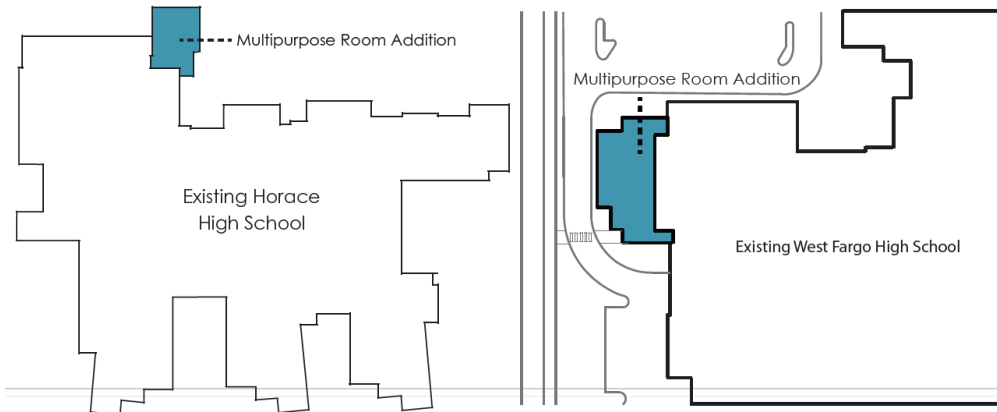 Multipurpose Room Addition
Existing Horace
High School
Multipurpose Room Addition
Existing West Fargo High School